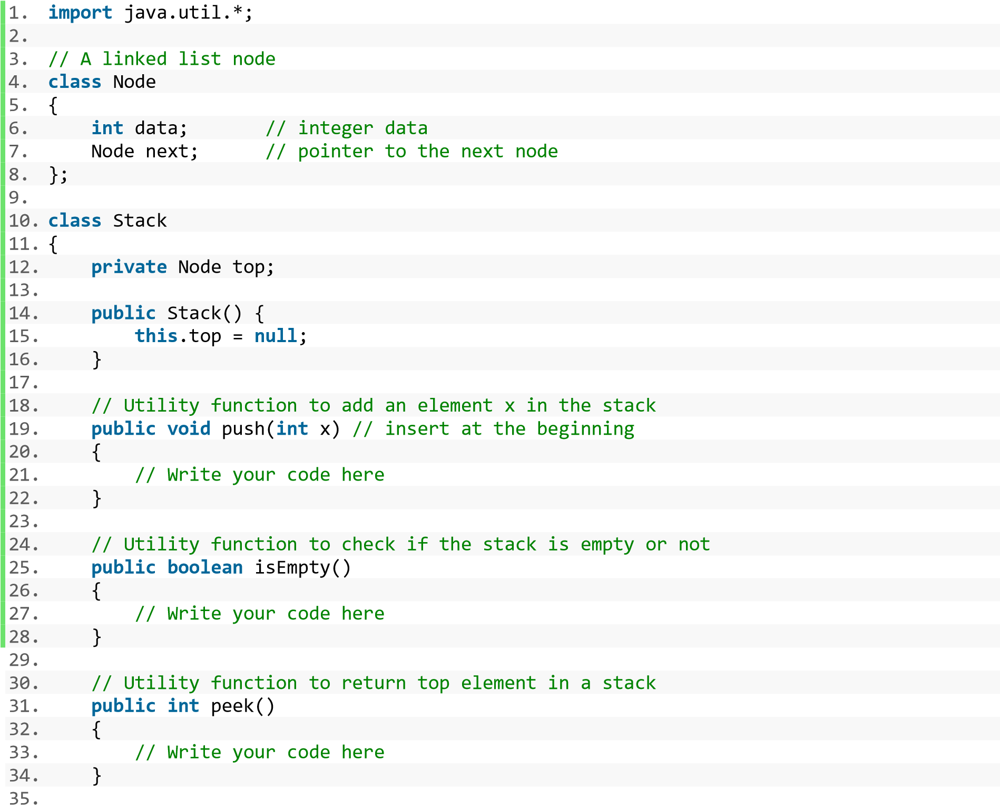 1. import java.util.*;
2.
3. // A linked list node
4. class Node
5. {
6.     int data;       // integer data
7.     Node next;      // pointer to the next node
8. };
9.
10. class Stack
11. {
12.     private Node top;
13.
14.     public Stack() {
15.         this.top = null;
16.     }
17.
18.     // Utility function to add an element x in the stack
19.     public void push(int x) // insert at the beginning
20.     {
21.         // Write your code here
22.     }
23.
24.     // Utility function to check if the stack is empty or not
25.     public boolean isEmpty()
26.     {
27.         // Write your code here
28.     }
29.
30.     // Utility function to return top element in a stack
31.     public int peek()
32.     {
33.         // Write your code here
34.     }
35.